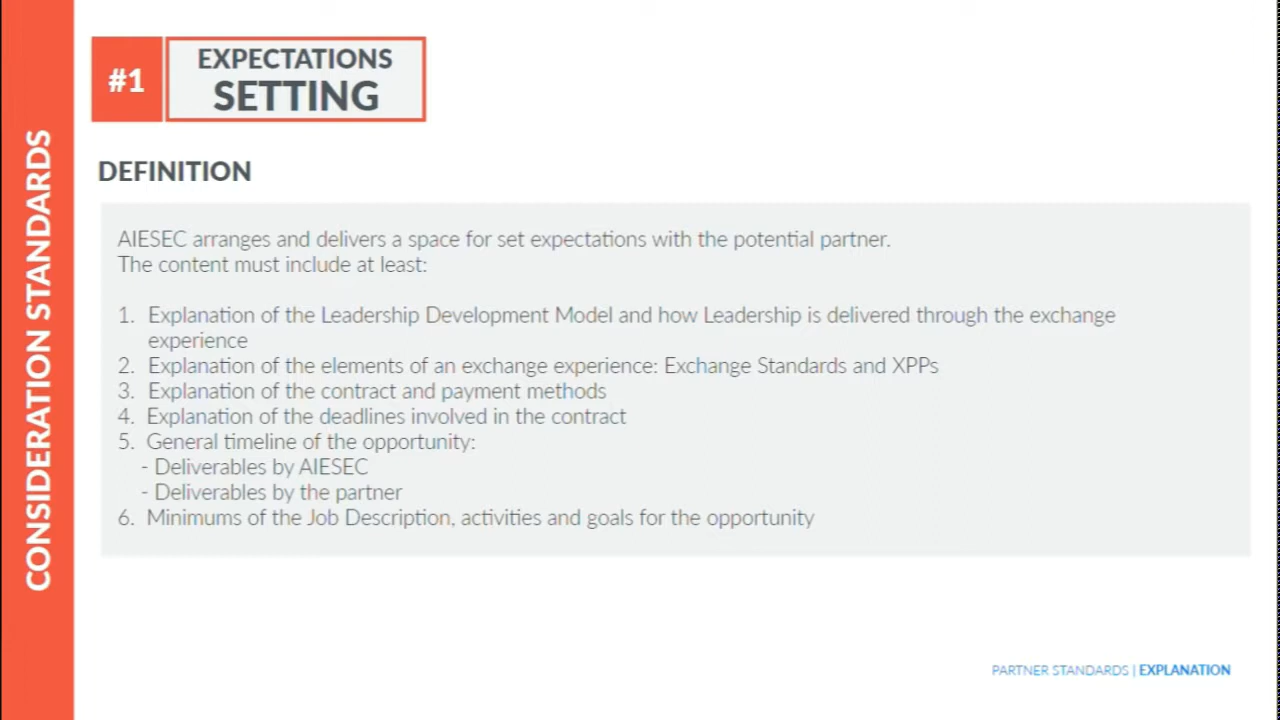 CONSIDERATION STANDARDS
#1
EXPECTATIONS
SETTING
DEFINITION
AIESEC arranges and delivers a space for set expectations with the potential partner.
The content must include at least:
1. Explanation of the Leadership Development Model and how Leadership is delivered through the exchange
experience
2. Explanation of the elements of an exchange experience: Exchange Standards and XPPs
3. Explanation of the contract and payment methods
4. Explanation of the deadlines involved in the contract
5. General timeline of the opportunity:
- Deliverables by AIESEC
- Deliverables by the partner
6. Minimums of the Job Description, activities and goals for the opportunity
PARTNER STANDARDS | EXPLANATION